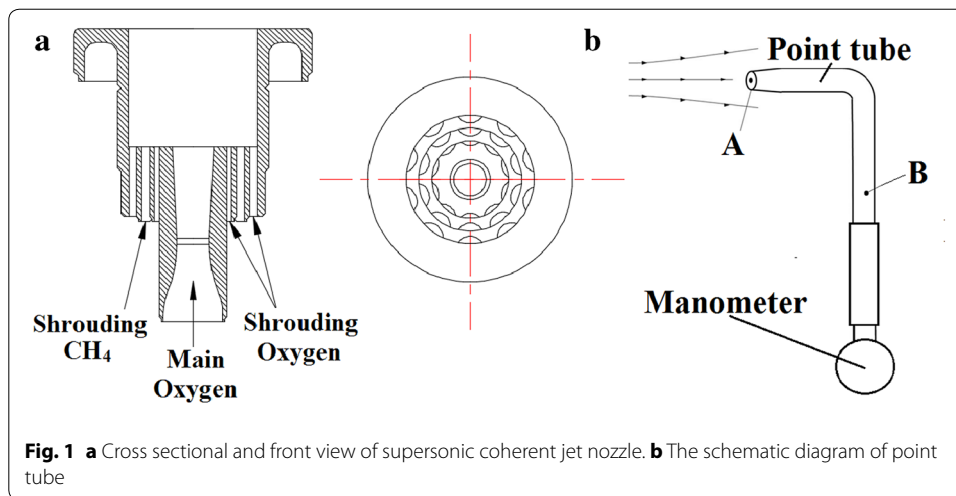 a
b
Point tube
A
B
Manometer
Shrouding
CH₄
Main
Oxygen
Shrouding
Oxygen
Fig. 1 a Cross sectional and front view of supersonic coherent jet nozzle. b The schematic diagram of point
tube